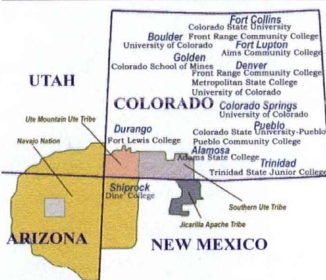 Fort Collins
Colorado State University
Boulder Front Range Community College
University of Colorado Fort Lupton
Golden Aims Community College
Colorado School of Mines Denver
Front Range Community College
Metropolitan State College
University of Colorado
UTAH
COLORADO Colorado Springs
University of Colorado
Ute Mountain Ute Tribe
Pueblo
Durango Colorado State University-Pueblo
Navajo Nation
Fort Lewis College Pueblo Community College
Alamosa
Adams State College Trinidad
Trinidad State Junior College
Shiprock
Dine' College
Southern Ute Tribe
Jicarilla Apache Tribe
ARIZONA NEW MEXICO